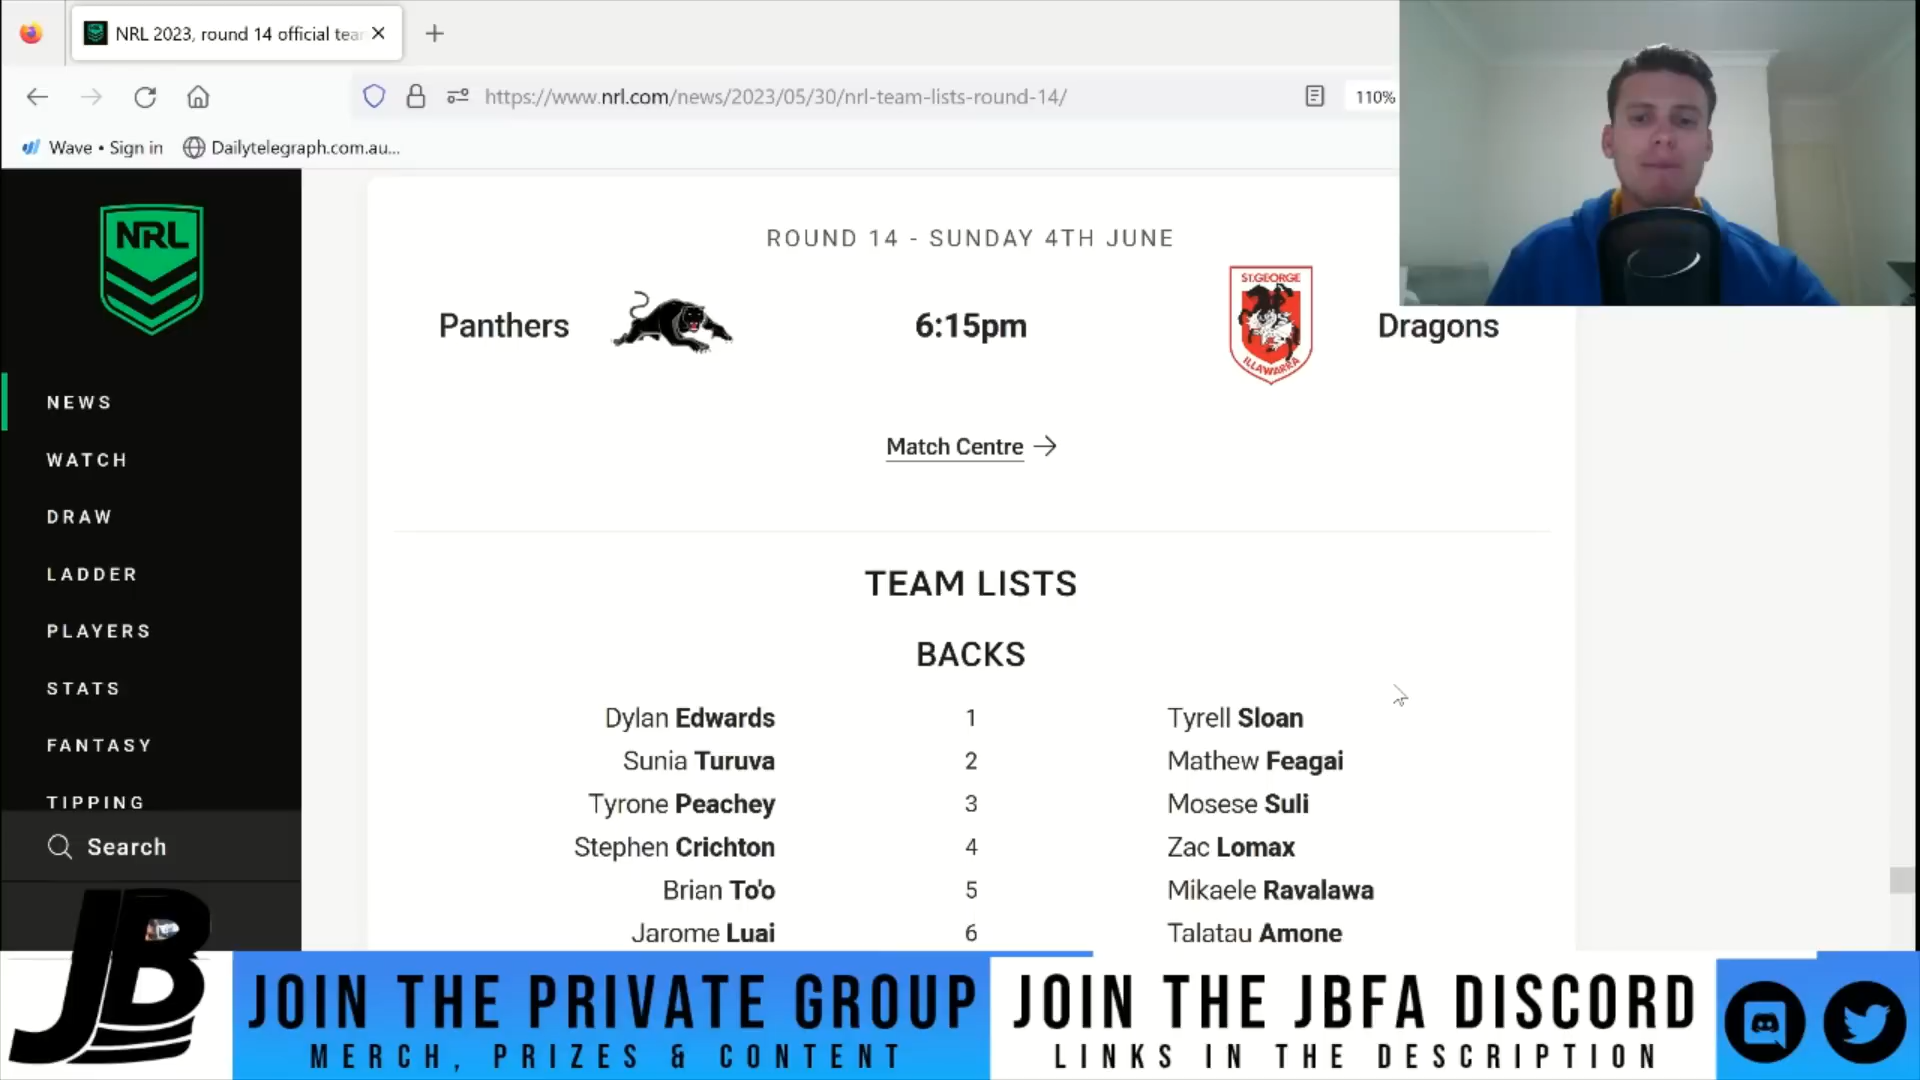 NRL 2023, round 14 official tea
https://www.nrl.com/news/2023/05/30/nrl-team-lists-round-14/
110%
Wave • Sign in
Dailytelegraph.com.au...
NRL
NEWS
WATCH
DRAW
LADDER
PLAYERS
STATS
FANTASY
TIPPING
Search
ROUND 14 - SUNDAY 4TH JUNE
Panthers 6:15pm ST.GEORGE ILLAWARRA Dragons
Match Centre
TEAM LISTS
BACKS
Dylan Edwards 1 Tyrell Sloan
Sunia Turuva 2 Mathew Feagai
Tyrone Peachey 3 Mosese Suli
Stephen Crichton 4 Zac Lomax
Brian To'o 5 Mikaele Ravalawa
Jarome Luai 6 Talatau Amone
JB
JOIN THE PRIVATE GROUP
MERCH, PRIZES & CONTENT
JOIN THE JBFA DISCORD
LINKS IN THE DESCRIPTION